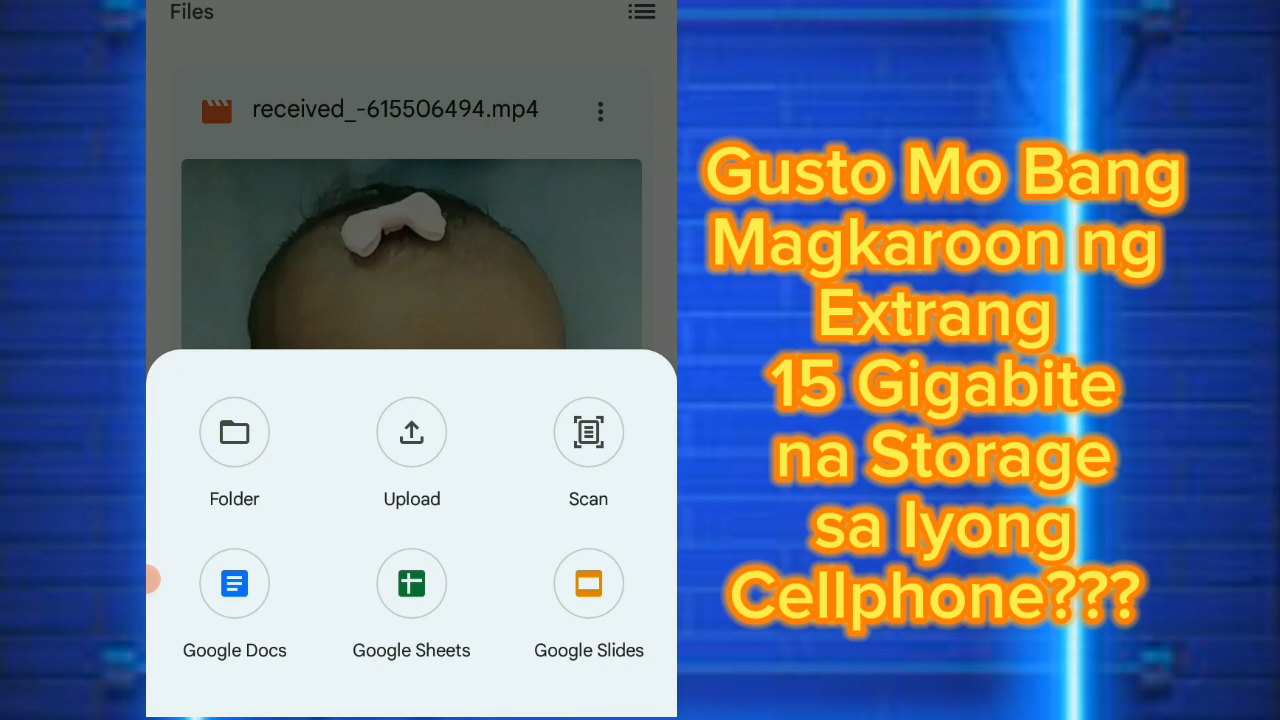 Files
received_-615506494.mp4
Folder
Upload
Scan
Google Docs
Google Sheets
Google Slides
Gusto Mo Bang
Magkaroon ng
Extrang
15 Gigabite
na Storage
sa Iyong
Cellphone???